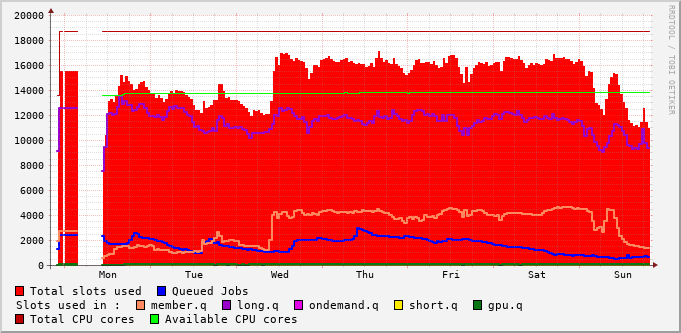 20000
18000
16000
14000
12000
10000
8000
6000
4000
2000
0
Mon Tue Wed Thu Fri Sat Sun
RRDTOOL / TOBI OETIKER
Total slots used Queued Jobs
Slots used in : member.q long.q ondemand.q short.q gpu.q
Total CPU cores Available CPU cores